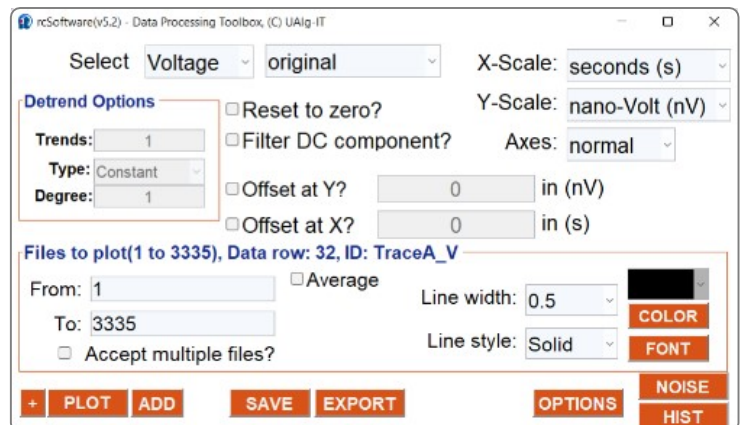 rcSoftware(v5.2) - Data Processing Toolbox, (C) UAlg-IT
Select Voltage original X-Scale: seconds (s)
Detrend Options Reset to zero? Y-Scale: nano-Volt (nV)
Trends: 1 Filter DC component? Axes: normal
Type: Constant
Degree: 1 Offset at Y? 0 in (nV)
Offset at X? 0 in (s)
Files to plot(1 to 3335), Data row: 32, ID: TraceA_V
From: 1 Average Line width: 0.5
To: 3335 COLOR
Accept multiple files? Line style: Solid FONT
+ PLOT ADD SAVE EXPORT OPTIONS NOISE
HIST